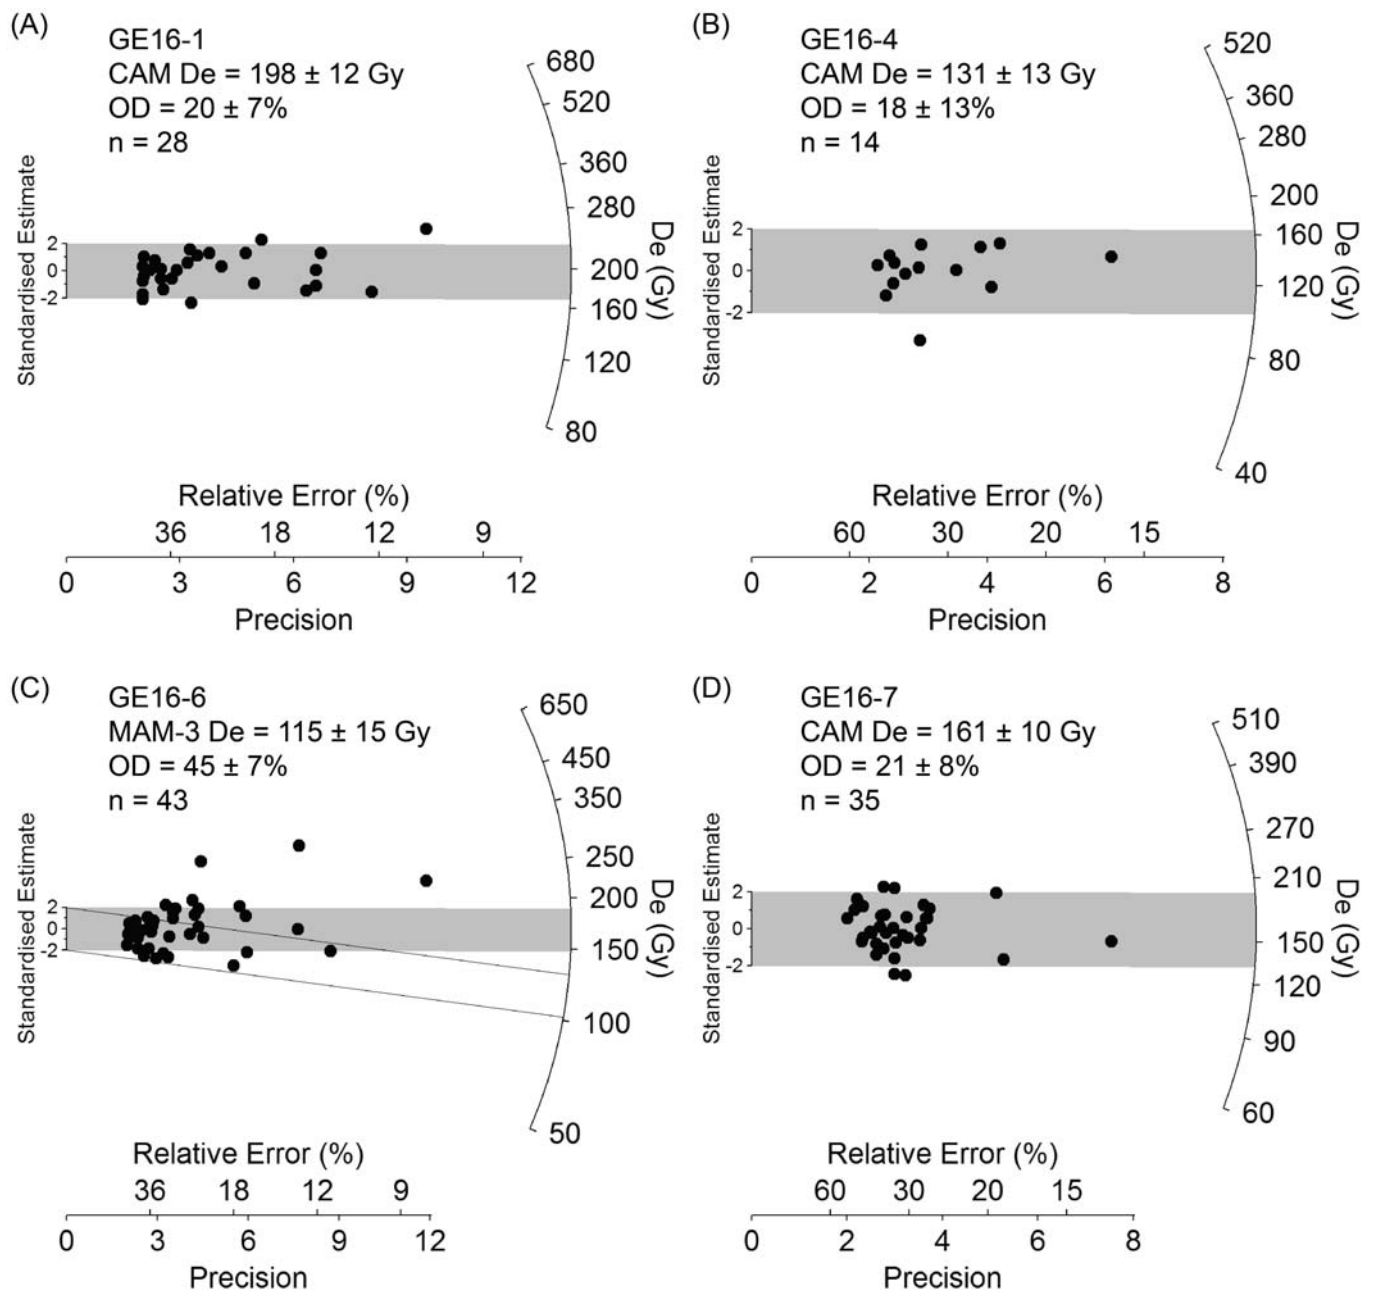 (A)
GE16-1
CAM De = 198 ± 12 Gy
OD = 20 ± 7%
n = 28
Standardised Estimate
2
0
-2
680
520
360
280
200
160
120
80
De (Gy)
Relative Error (%)
36 18 12 9
0 3 6 9 12
Precision
(B)
GE16-4
CAM De = 131 ± 13 Gy
OD = 18 ± 13%
n = 14
Standardised Estimate
2
0
-2
520
360
280
200
160
120
80
40
De (Gy)
Relative Error (%)
60 30 20 15
0 2 4 6 8
Precision
(C)
GE16-6
MAM-3 De = 115 ± 15 Gy
OD = 45 ± 7%
n = 43
Standardised Estimate
2
0
-2
650
450
350
250
200
150
100
50
De (Gy)
Relative Error (%)
36 18 12 9
0 3 6 9 12
Precision
(D)
GE16-7
CAM De = 161 ± 10 Gy
OD = 21 ± 8%
n = 35
Standardised Estimate
2
0
-2
510
390
270
210
150
120
90
60
De (Gy)
Relative Error (%)
60 30 20 15
0 2 4 6 8
Precision